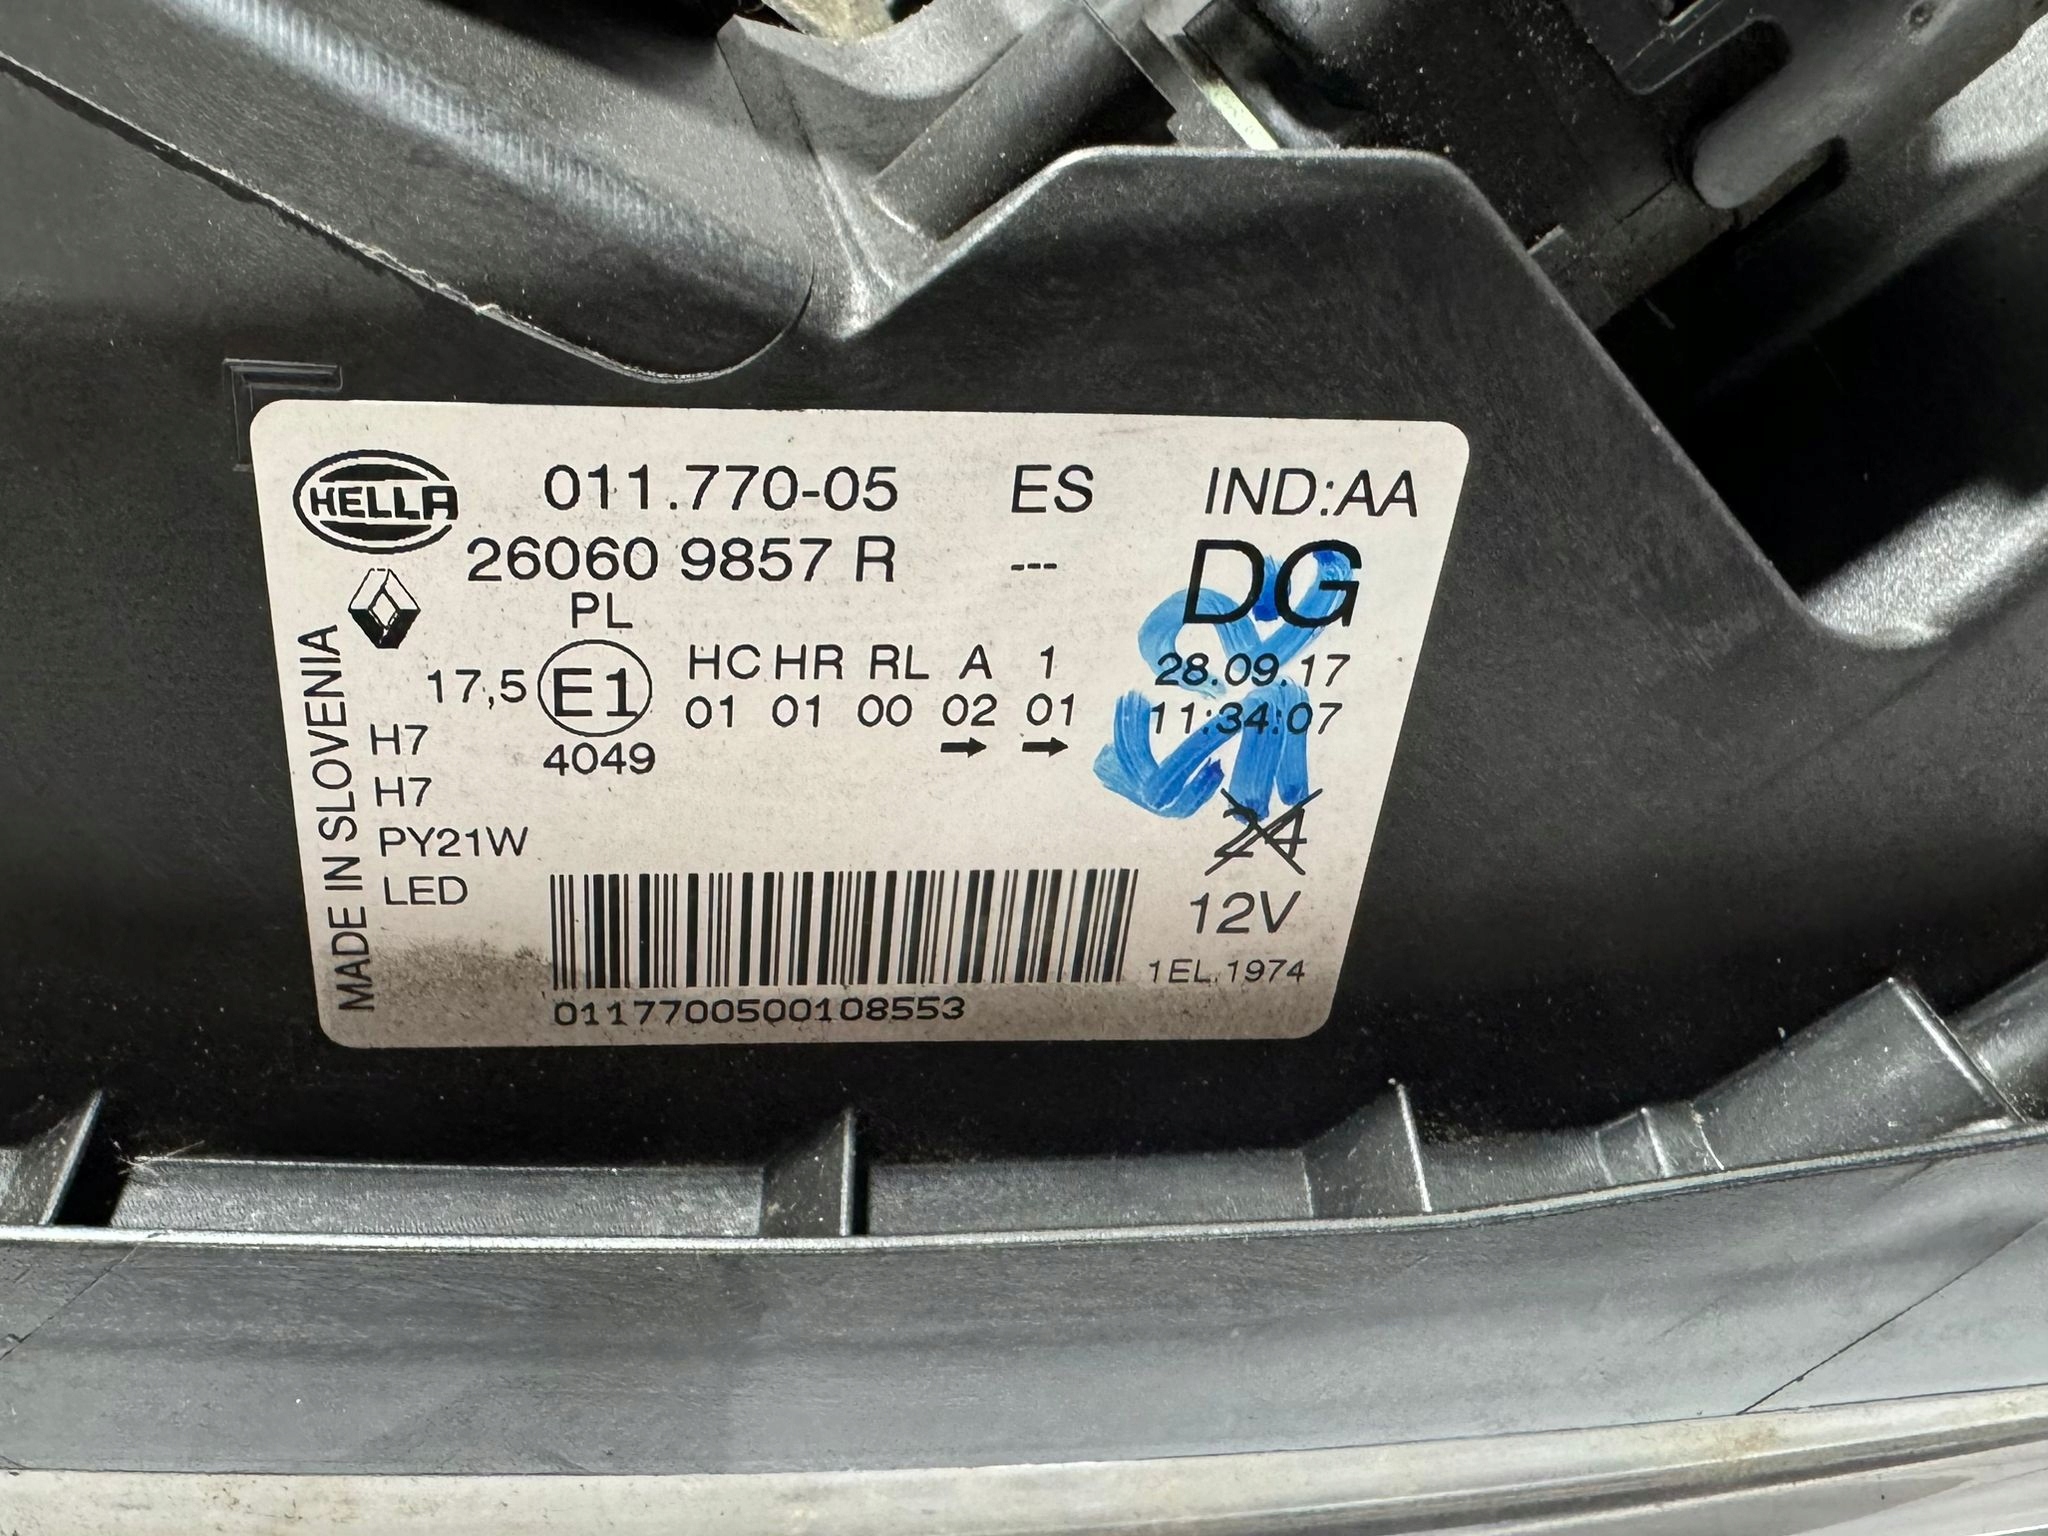 HELLA 011.770-05 ES IND:AA
26060 9857 R --- DG
PL
17,5 E1 HC HR RL A 1 28.09.17
01 01 00 02 01 11:34:07
→ →
4049
H7
H7
PY21W
LED
MADE IN SLOVENIA
24
12V
1EL.1974
0117700500108553